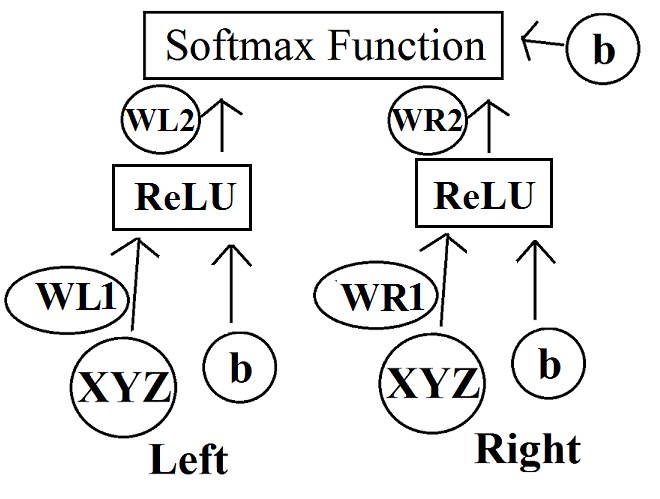 Softmax Function
b
WL2
WR2
ReLU
ReLU
WL1
WR1
XYZ
b
XYZ
b
Left
Right